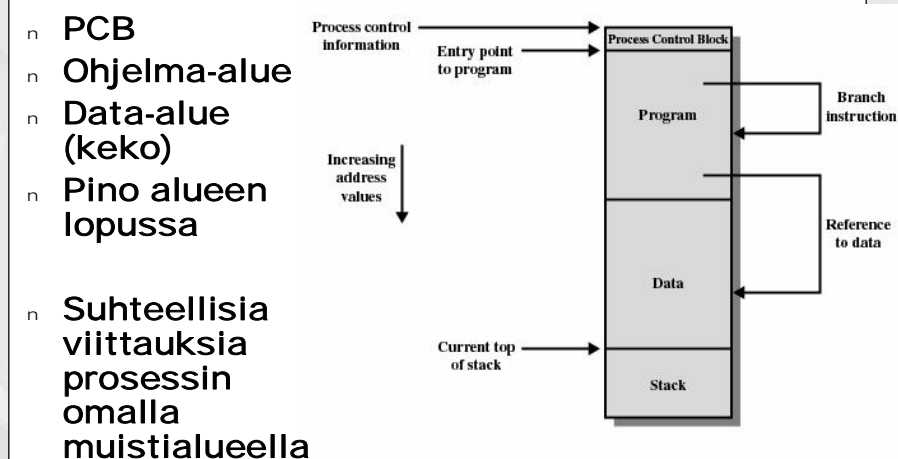 n PCB
n Ohjelma-alue
n Data-alue
(keko)
n Pino alueen
lopussa
n Suhteellisia
viittauksia
prosessin
omalla
muistialueella
Process control
information
Entry point
to program
Increasing
address
values
Current top
of stack
Process Control Block
Program
Data
Stack
Branch
instruction
Reference
to data